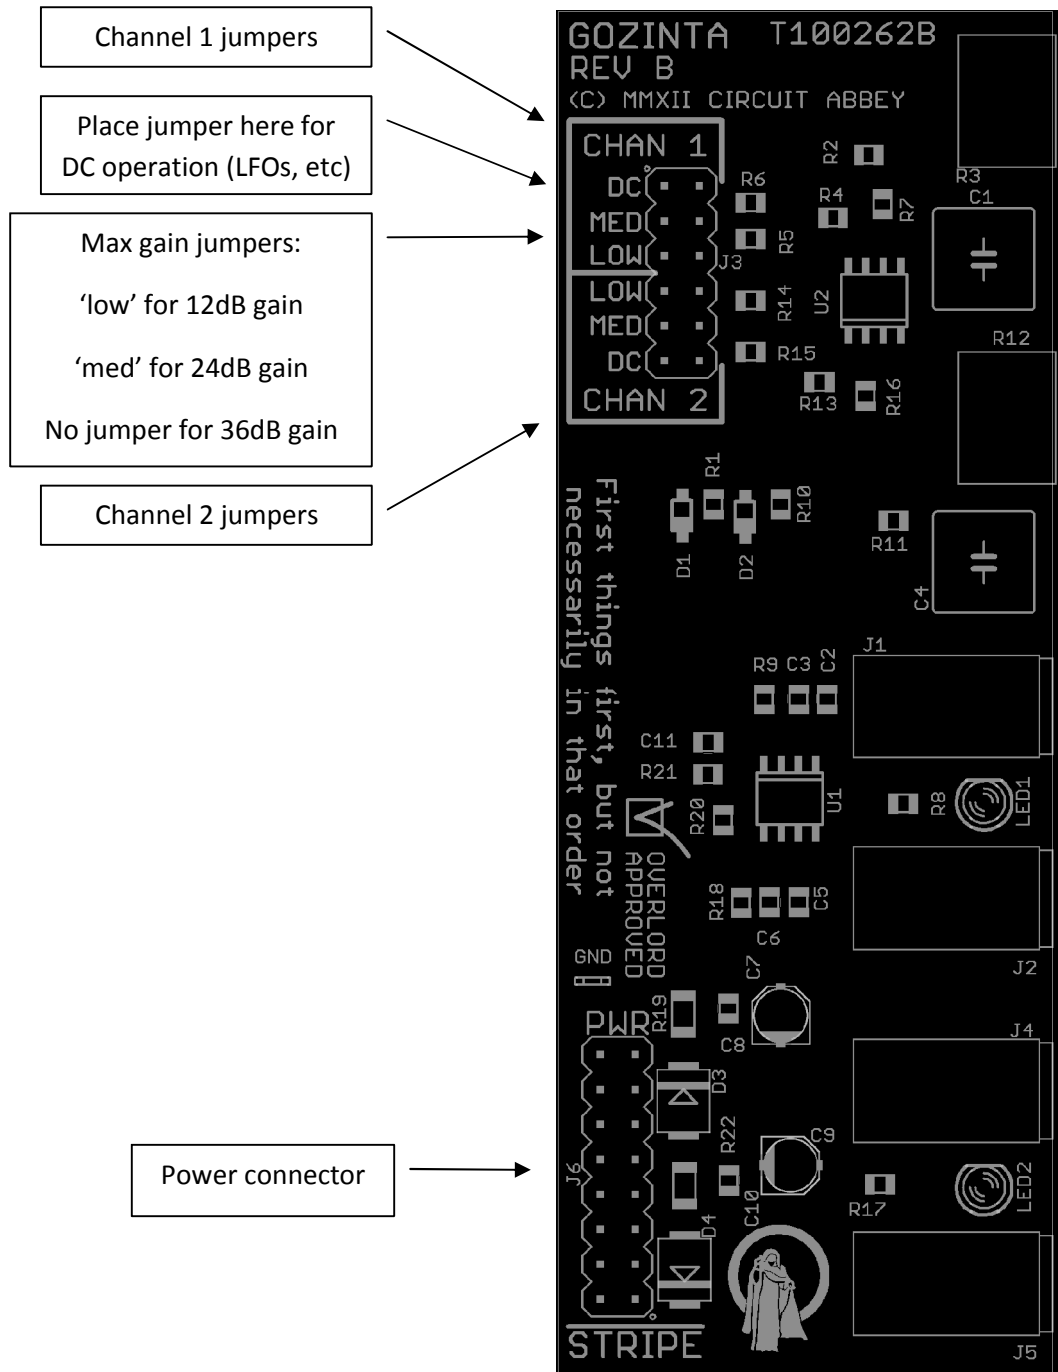 Channel 1 jumpers
Place jumper here for
DC operation (LFOs, etc)
Max gain jumpers:
‘low’ for 12dB gain
‘med’ for 24dB gain
No jumper for 36dB gain
Channel 2 jumpers
Power connector
GOZINTA T100262B
REV B
(C) MMXII CIRCUIT ABBEY
CHAN 1
DC
MED
LOW
LOW
MED
DC
CHAN 2
J3
R6
R5
R14
R15
R2
R4
R7
R3
C1
U2
R12
R13
R16
R1
R10
D1
D2
R11
C4
First things first, but not
necessarily in that order
J1
R9
C3
C2
C11
R21
R20
U1
R8
LED1
OVERLORD
APPROVED
R18
C6
C5
J2
GND
C7
PWR
R19
C8
J4
D3
R22
C9
J6
C10
D4
R17
LED2
STRIPE
J5